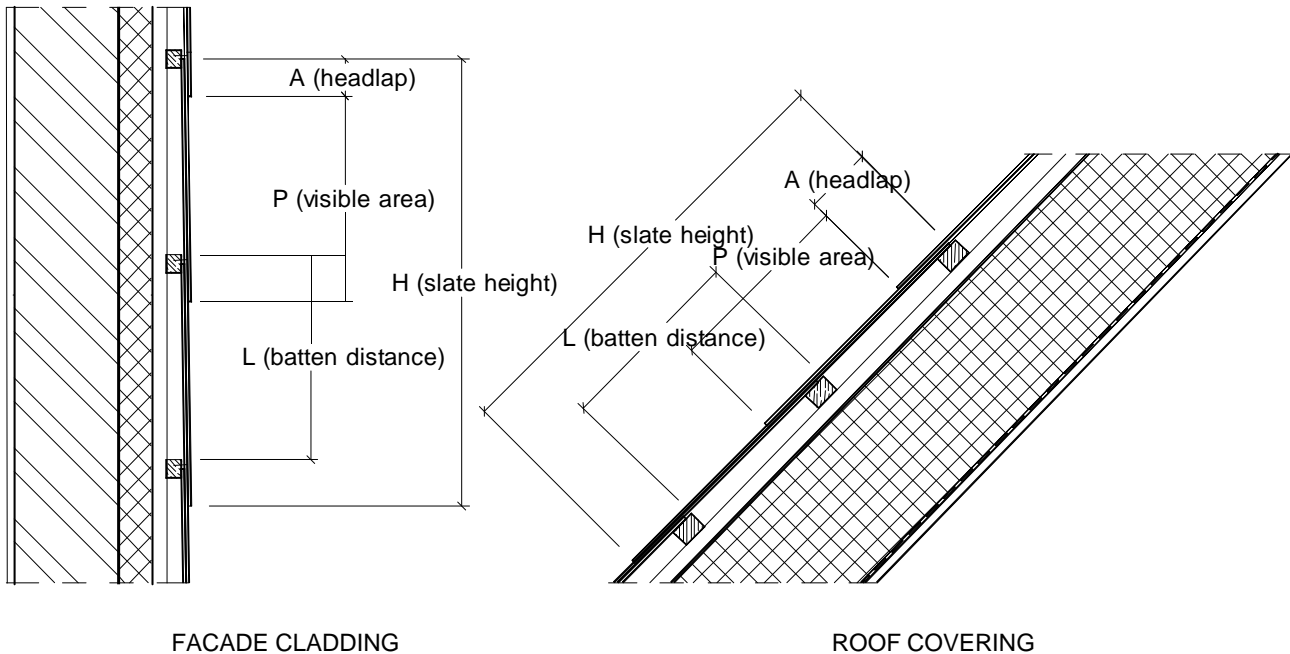 A (headlap)
P (visible area)
H (slate height)
L (batten distance)
A (headlap)
H (slate height)
P (visible area)
L (batten distance)
FACADE CLADDING
ROOF COVERING